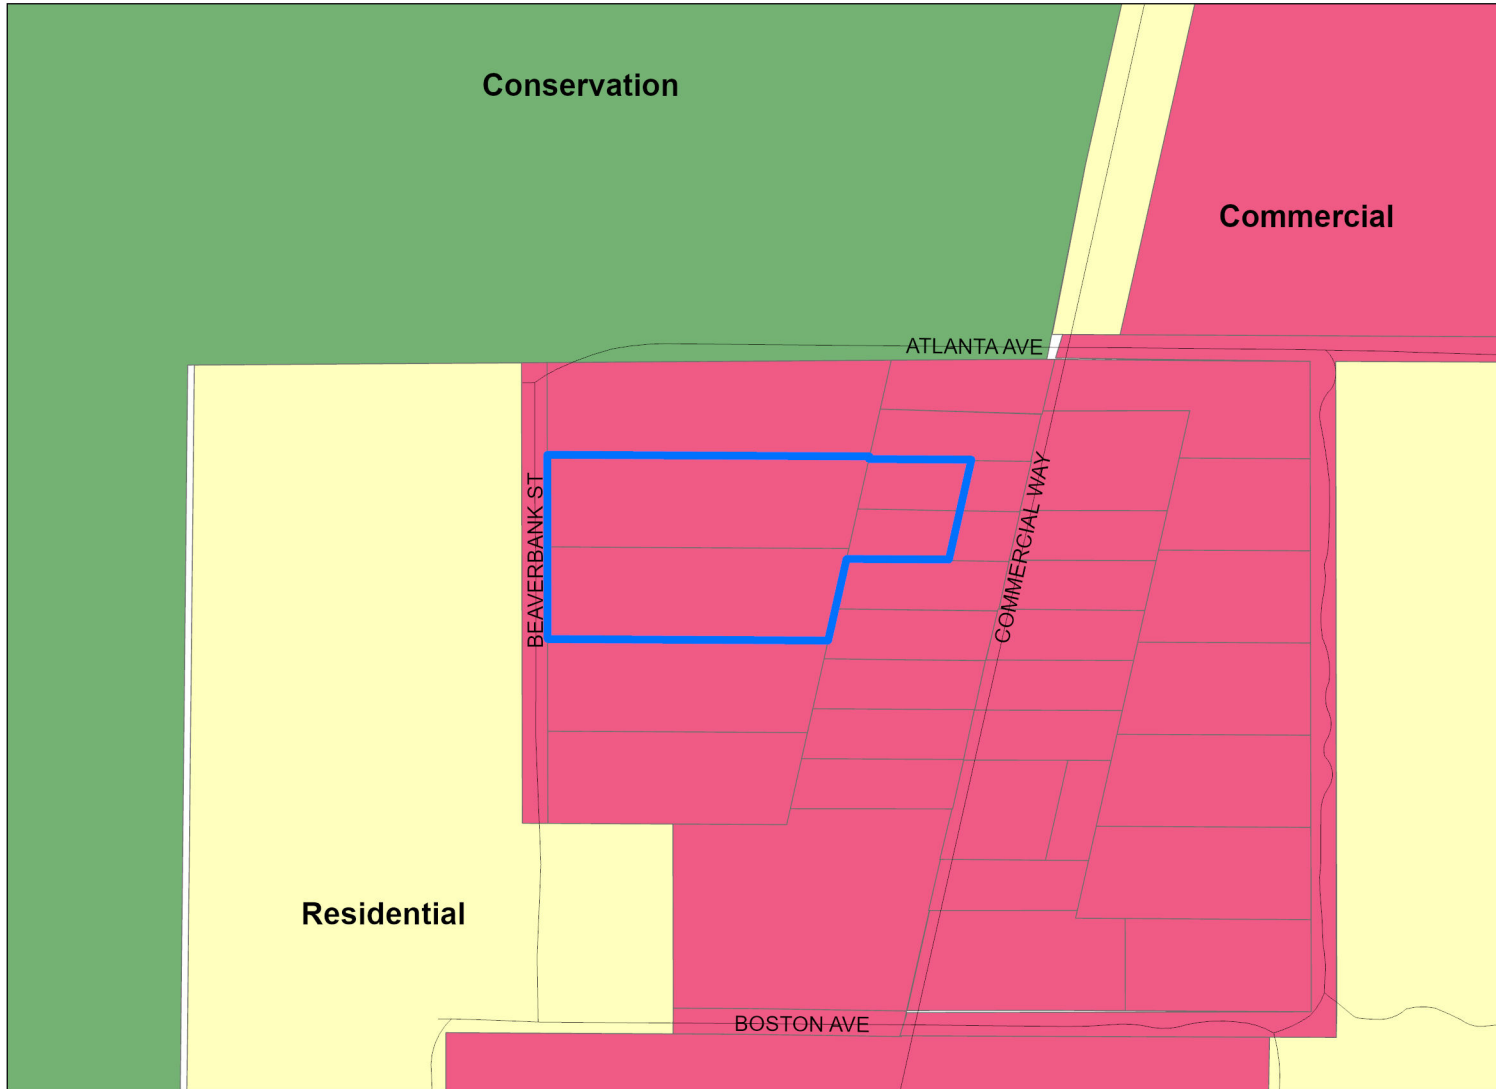 Conservation
Commercial
ATLANTA AVE
BEAVERBANK ST
COMMERCIAL WAY
Residential
BOSTON AVE